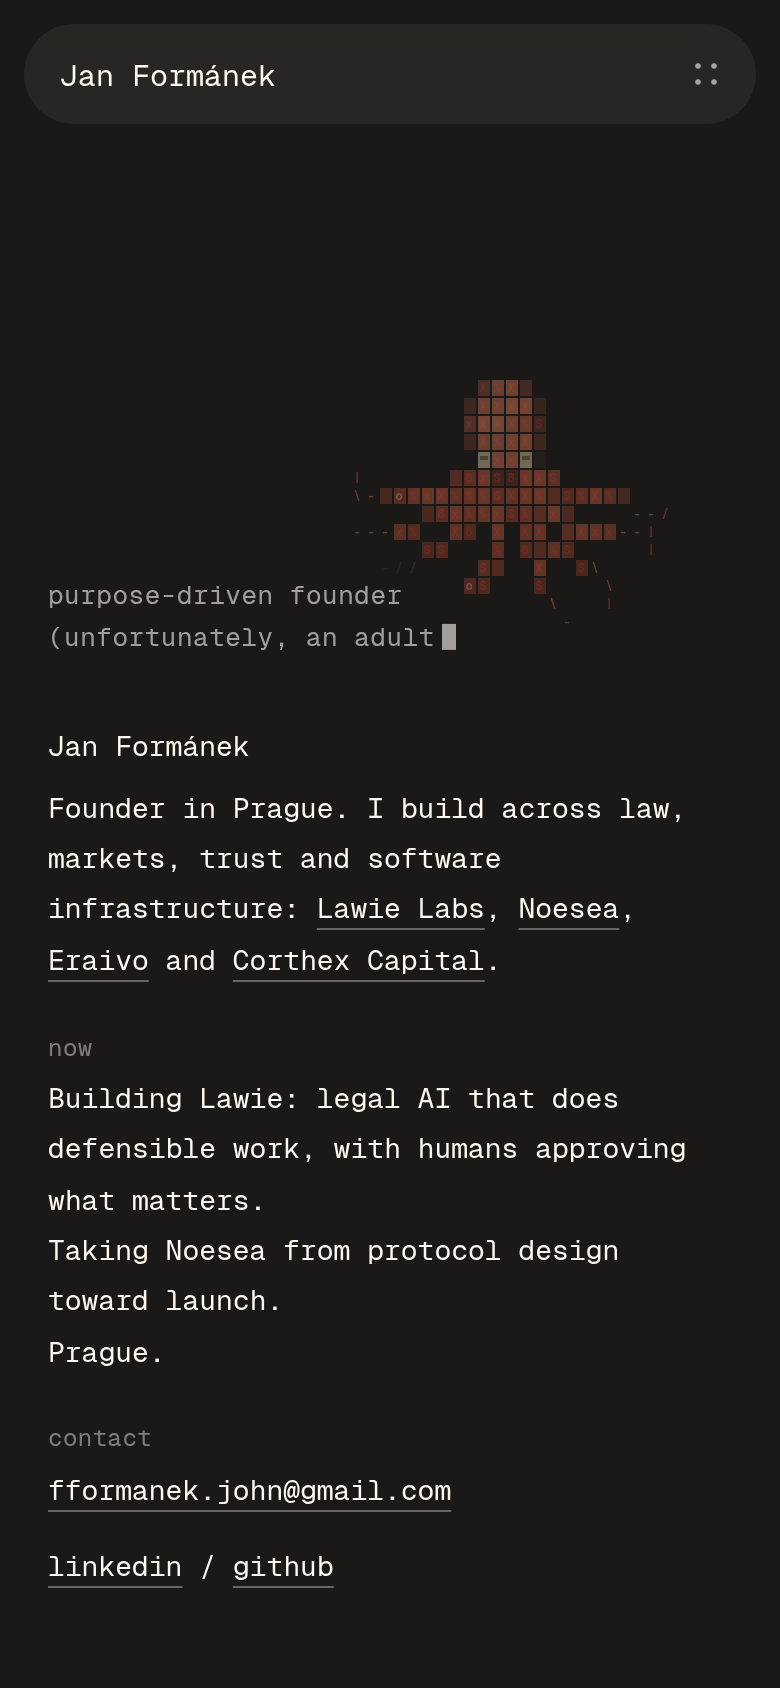 Jan Formánek
purpose-driven founder
(unfortunately, an adult
Jan Formánek
Founder in Prague. I build across law,
markets, trust and software
infrastructure: Lawie Labs, Noesea,
Eraivo and Corthex Capital.
now
Building Lawie: legal AI that does
defensible work, with humans approving
what matters.
Taking Noesea from protocol design
toward launch.
Prague.
contact
fformanek.john@gmail.com
linkedin / github